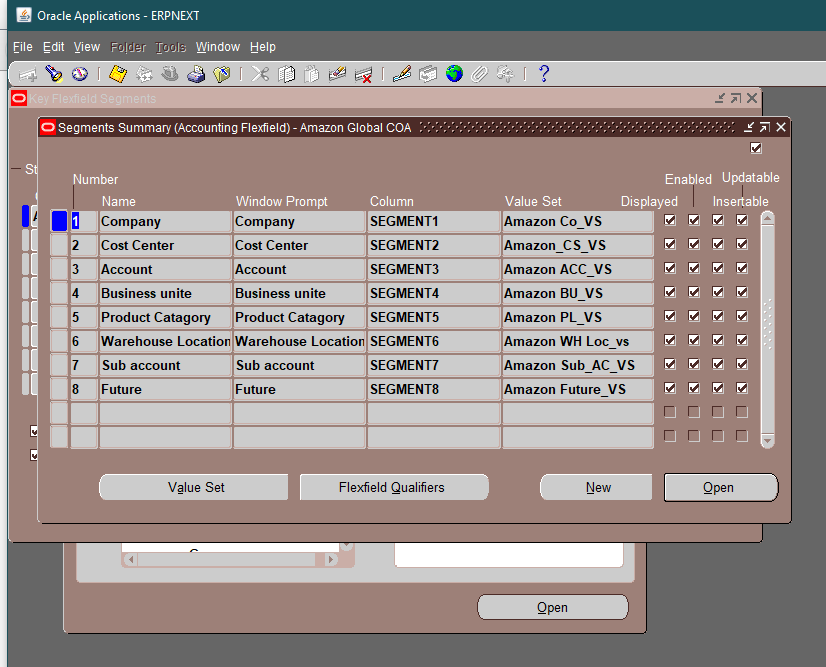 Oracle Applications - ERPNEXT
File Edit View Folder Tools Window Help
Key Flexfield Segments
Segments Summary (Accounting Flexfield) - Amazon Global COA
St
Number Enabled Updatable
Name Window Prompt Column Value Set Displayed Insertable
1 Company Company SEGMENT1 Amazon Co_VS
2 Cost Center Cost Center SEGMENT2 Amazon_CS_VS
3 Account Account SEGMENT3 Amazon ACC_VS
4 Business unite Business unite SEGMENT4 Amazon BU_VS
5 Product Catagory Product Catagory SEGMENT5 Amazon PL_VS
6 Warehouse Location Warehouse Location SEGMENT6 Amazon WH Loc_vs
7 Sub account Sub account SEGMENT7 Amazon Sub_AC_VS
8 Future Future SEGMENT8 Amazon Future_VS
Value Set Flexfield Qualifiers New Open
Open